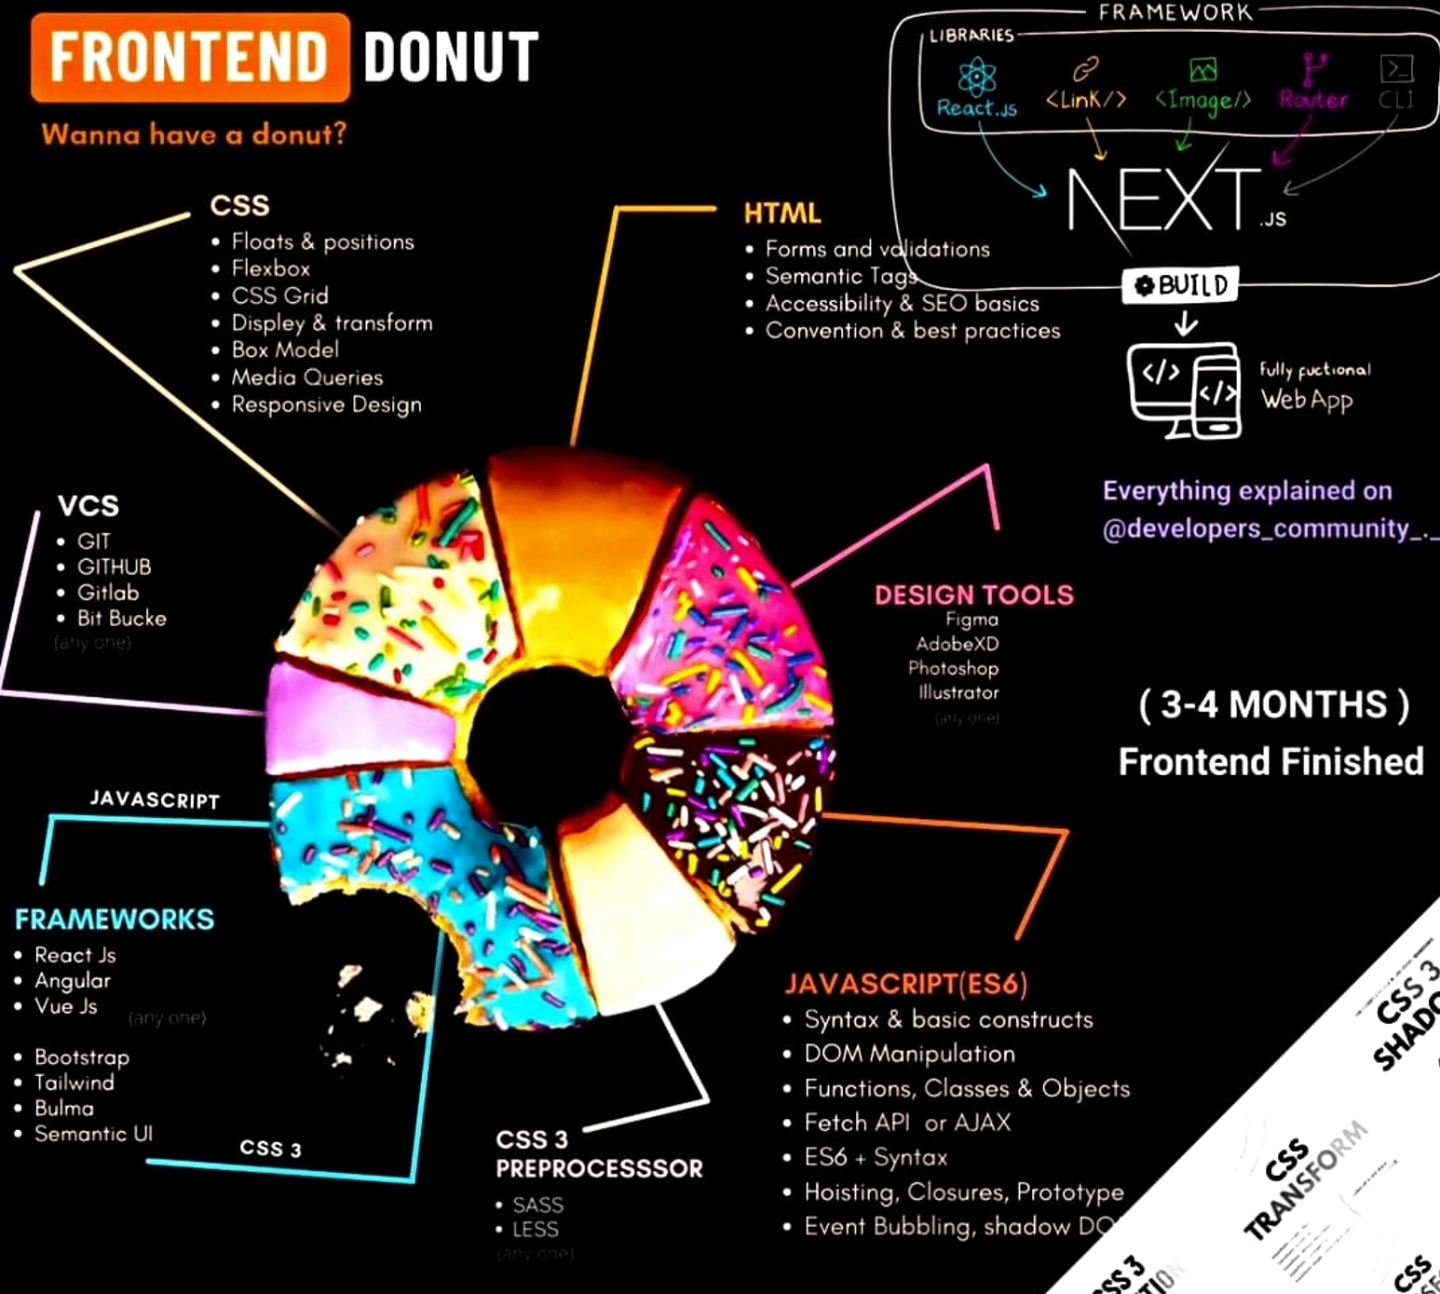 FRONTEND DONUT
Wanna have a donut?
FRAMEWORK
LIBRARIES
React.js
<LinK/>
<Image/>
Router
CLI
NEXT.JS
BUILD
</>
</>
Fully fuctional
Web App
CSS
• Floats & positions
• Flexbox
• CSS Grid
• Displey & transform
• Box Model
• Media Queries
• Responsive Design
HTML
• Forms and validations
• Semantic Tags
• Accessibility & SEO basics
• Convention & best practices
Everything explained on
@developers_community_._
VCS
• GIT
• GITHUB
• Gitlab
• Bit Bucke
(any one)
DESIGN TOOLS
Figma
AdobeXD
Photoshop
Illustrator
(any one)
( 3-4 MONTHS )
Frontend Finished
JAVASCRIPT
FRAMEWORKS
• React Js
• Angular
• Vue Js
(any one)
• Bootstrap
• Tailwind
• Bulma
• Semantic UI
CSS 3
CSS 3
PREPROCESSSOR
• SASS
• LESS
(any one)
JAVASCRIPT(ES6)
• Syntax & basic constructs
• DOM Manipulation
• Functions, Classes & Objects
• Fetch API or AJAX
• ES6 + Syntax
• Hoisting, Closures, Prototype
• Event Bubbling, shadow DO
CSS 3
SHADO
CSS
TRANSFORM
CSS 3
CSS